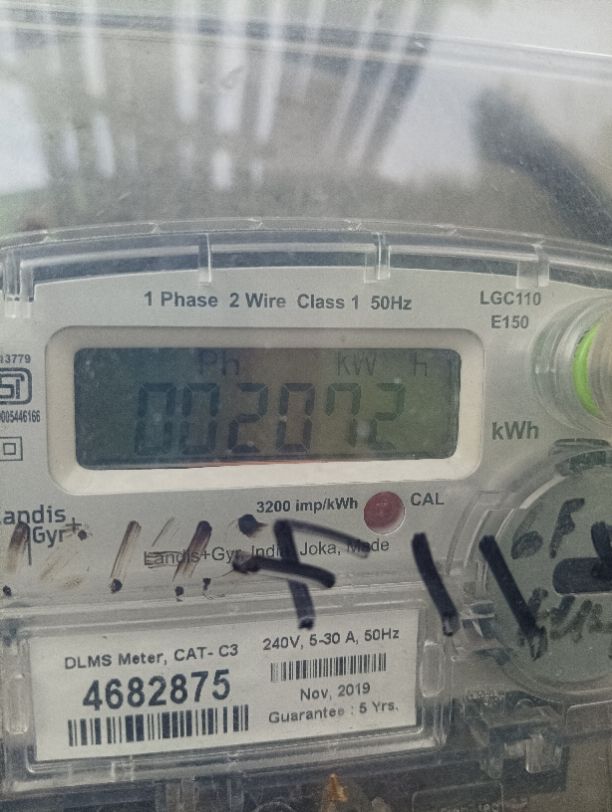 1 Phase 2 Wire Class 1 50Hz
LGC110
E150
13779
0005446166
Ph kW h
002072
kWh
3200 imp/kWh
CAL
Landis
Gyr+
Landis+Gyr, India, Joka, Made
DLMS Meter, CAT- C3
4682875
240V, 5-30 A, 50Hz
Nov, 2019
Guarantee : 5 Yrs.